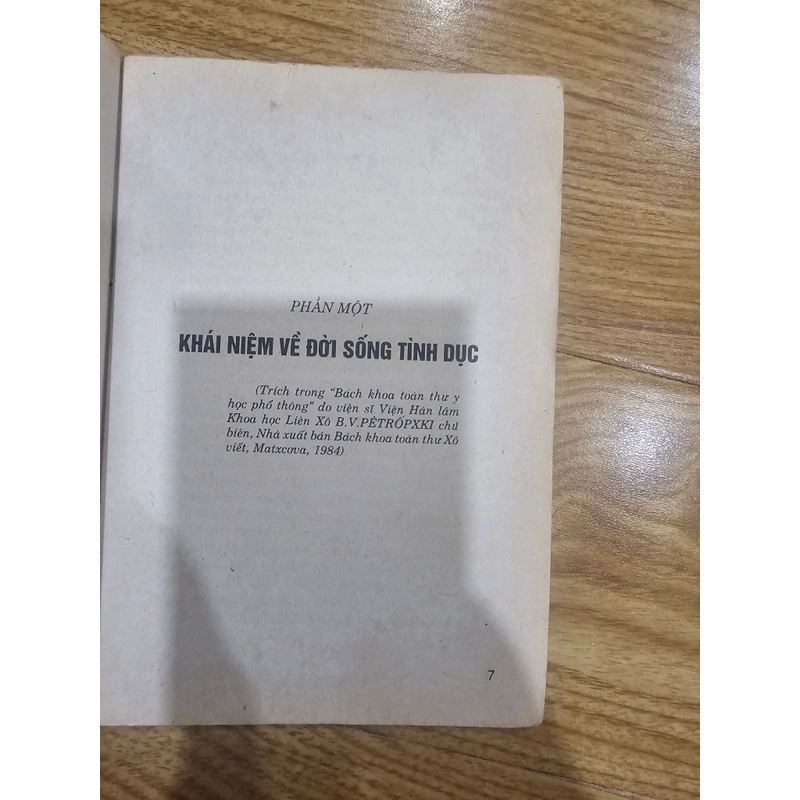 PHẦN MỘT
KHÁI NIỆM VỀ ĐỜI SỐNG TÌNH DỤC
(Trích trong "Bách khoa toàn thư y
học phổ thông" do viện sĩ Viện Hàn lâm
Khoa học Liên Xô B.V.PÊTRỐPXKI chủ
biên, Nhà xuất bản Bách khoa toàn thư Xô
viết, Matxcơva, 1984)
7